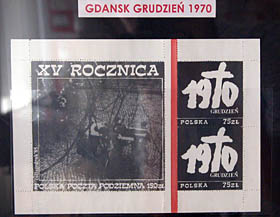 GDANSK GRUDZIEŃ 1970
XV ROCZNICA
POLSKA POCZTA PODZIEMNA 150zł
1970
GRUDZIEŃ
POLSKA 75zł
1970
GRUDZIEŃ
POLSKA 75zł